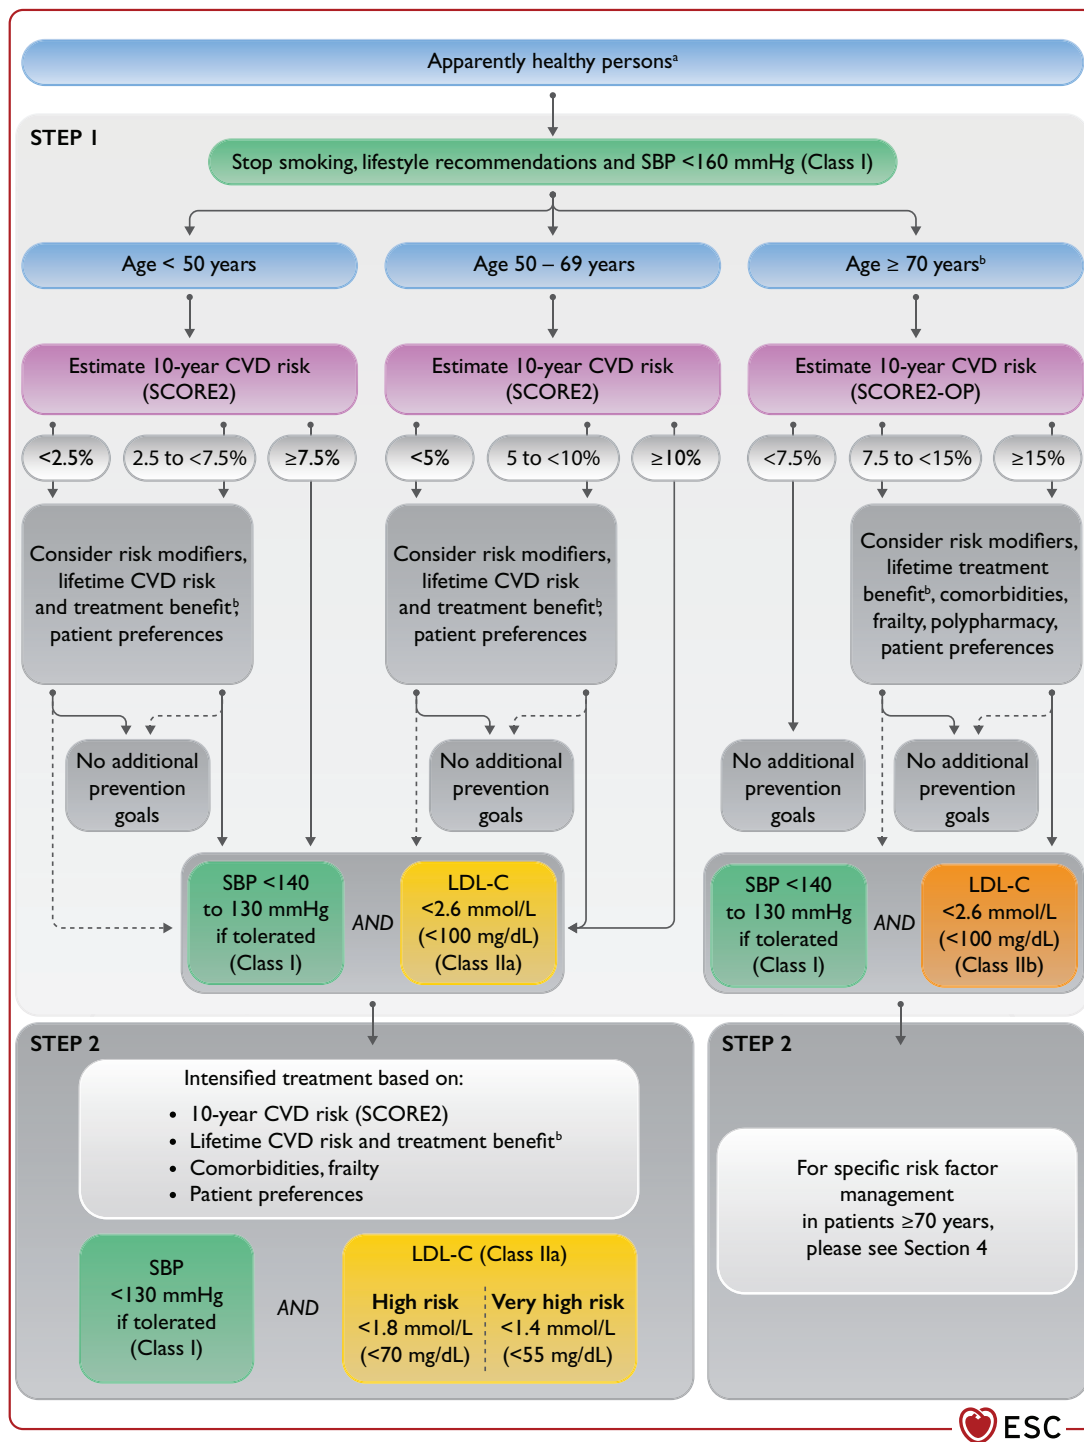 Apparently healthy personsᵃ
STEP 1
Stop smoking, lifestyle recommendations and SBP <160 mmHg (Class I)
Age < 50 years
Age 50 – 69 years
Age ≥ 70 yearsᵇ
Estimate 10-year CVD risk
(SCORE2)
Estimate 10-year CVD risk
(SCORE2)
Estimate 10-year CVD risk
(SCORE2-OP)
<2.5%
2.5 to <7.5%
≥7.5%
<5%
5 to <10%
≥10%
<7.5%
7.5 to <15%
≥15%
Consider risk modifiers,
lifetime CVD risk
and treatment benefitᵇ,
patient preferences
Consider risk modifiers,
lifetime CVD risk
and treatment benefitᵇ,
patient preferences
Consider risk modifiers,
lifetime treatment
benefitᵇ, comorbidities,
frailty, polypharmacy,
patient preferences
No additional
prevention
goals
No additional
prevention
goals
No additional
prevention
goals
No additional
prevention
goals
SBP <140
to 130 mmHg
if tolerated
(Class I)
AND
LDL-C
<2.6 mmol/L
(<100 mg/dL)
(Class IIa)
SBP <140
to 130 mmHg
if tolerated
(Class I)
AND
LDL-C
<2.6 mmol/L
(<100 mg/dL)
(Class IIb)
STEP 2
Intensified treatment based on:
• 10-year CVD risk (SCORE2)
• Lifetime CVD risk and treatment benefitᵇ
• Comorbidities, frailty
• Patient preferences
SBP
<130 mmHg
if tolerated
(Class I)
AND
LDL-C (Class IIa)
High risk
<1.8 mmol/L
(<70 mg/dL)
Very high risk
<1.4 mmol/L
(<55 mg/dL)
STEP 2
For specific risk factor
management
in patients ≥70 years,
please see Section 4
ESC